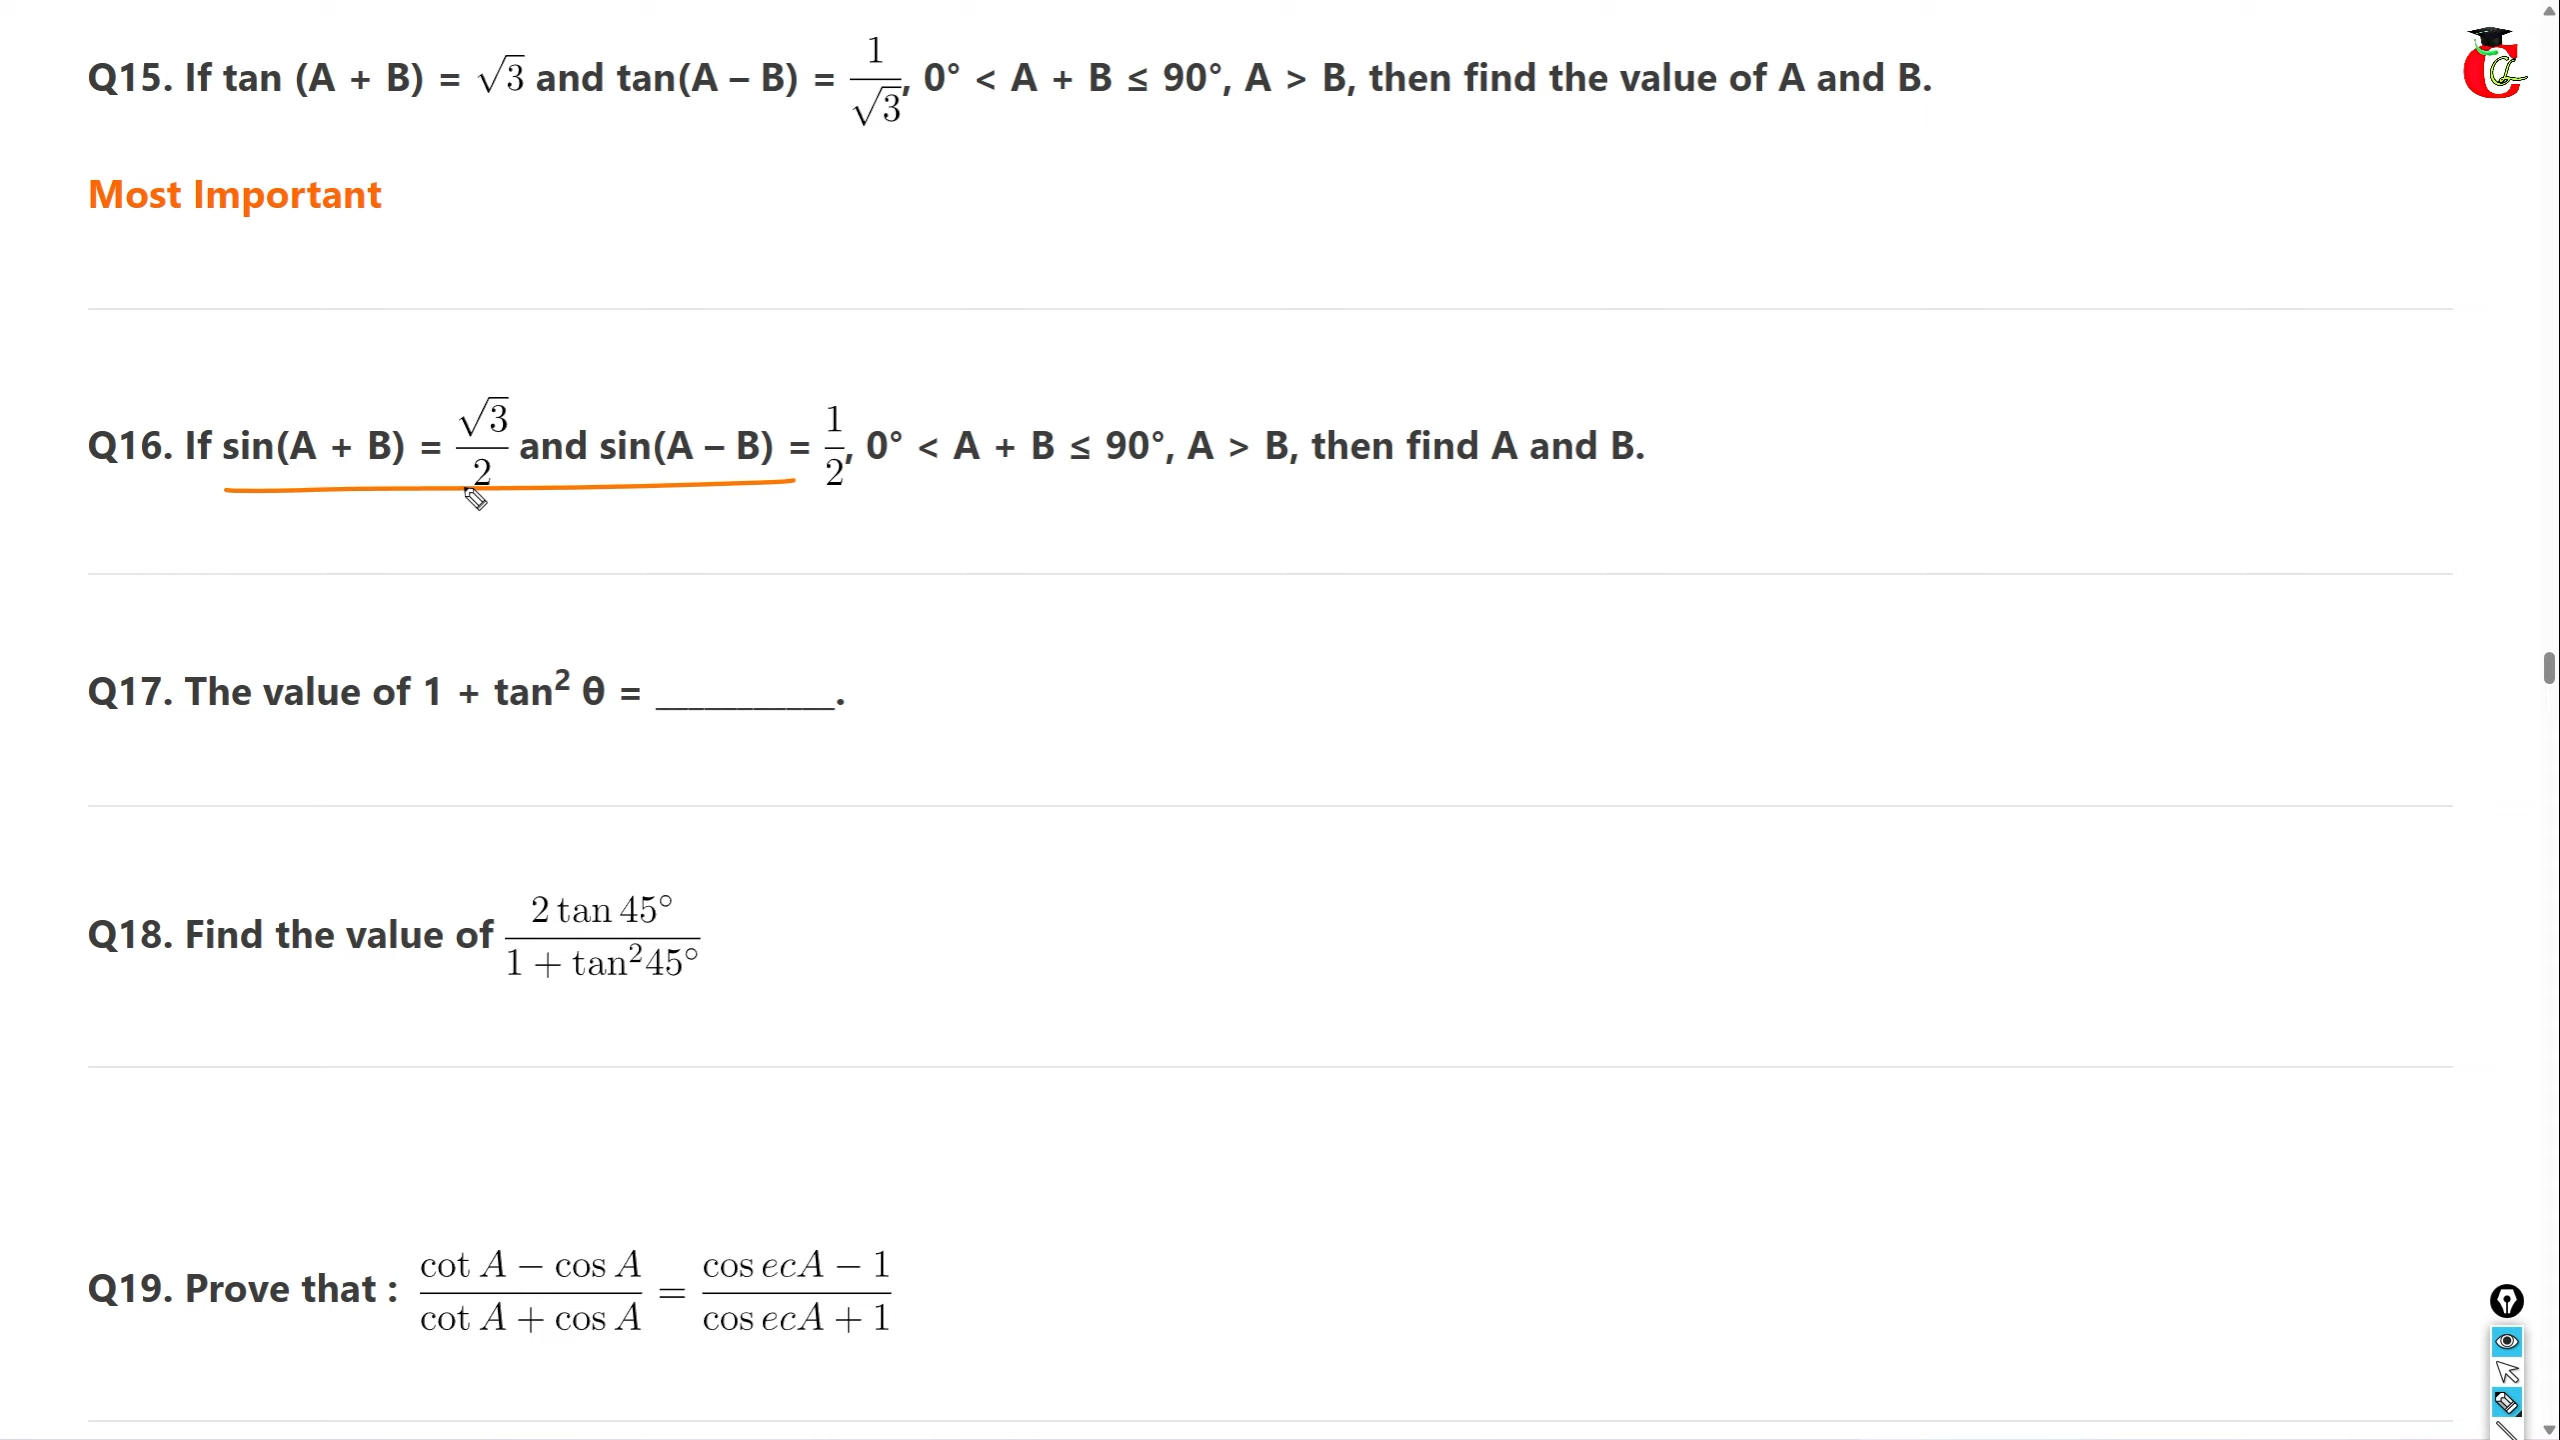 Q15. If tan (A + B) = √3 and tan(A – B) = 1/√3, 0° < A + B ≤ 90°, A > B, then find the value of A and B.
Most Important
Q16. If sin(A + B) = √3/2 and sin(A – B) = 1/2, 0° < A + B ≤ 90°, A > B, then find A and B.
Q17. The value of 1 + tan² θ = ___________.
Q18. Find the value of (2 tan 45°)/(1 + tan²45°)
Q19. Prove that : (cot A − cos A)/(cot A + cos A) = (cos ecA − 1)/(cos ecA + 1)